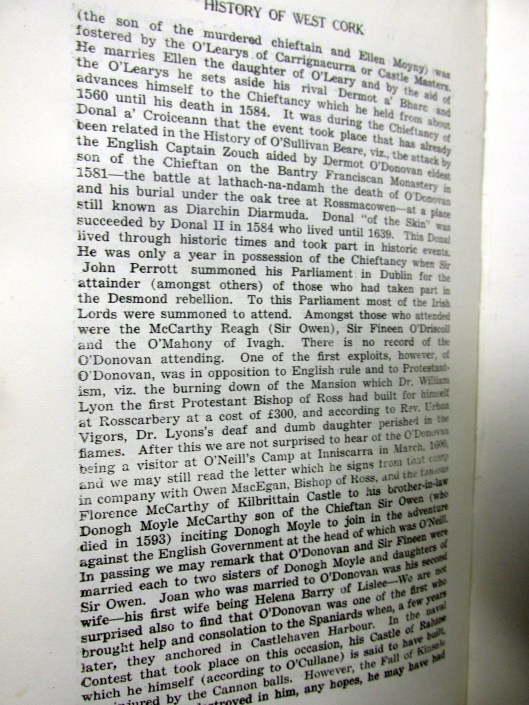 HISTORY OF WEST CORK
(the son of the murdered chieftain and Ellen Moyny) was
fostered by the O'Learys of Carrignacurra or Castle Masters.
He marries Ellen the daughter of O'Leary and by the aid of
the O'Learys he sets aside his rival Dermot a' Bharc and
advances himself to the Chieftancy which he held from about
1560 until his death in 1584. It was during the Chieftancy of
Donal a' Croiceann that the event took place that has already
been related in the History of O'Sullivan Beare, viz., the attack by
the English Captain Zouch aided by Dermot O'Donovan eldest
son of the Chieftan on the Bantry Franciscan Monastery in
1581—the battle at lathach-na-ndamh the death of O'Donovan
and his burial under the oak tree at Rossmacowen—at a place
still known as Diarchin Diarmuda. Donal "of the Skin" was
succeeded by Donal II in 1584 who lived until 1639. This Donal
lived through historic times and took part in historic events.
He was only a year in possession of the Chieftancy when Sir
John Perrott summoned his Parliament in Dublin for the
attainder (amongst others) of those who had taken part in
the Desmond rebellion. To this Parliament most of the Irish
Lords were summoned to attend. Amongst those who attended
were the McCarthy Reagh (Sir Owen), Sir Fineen O'Driscoll
and the O'Mahony of Ivagh. There is no record of the
O'Donovan attending. One of the first exploits, however, of
O'Donovan, was in opposition to English rule and to Protestant-
ism, viz. the burning down of the Mansion which Dr. William
Lyon the first Protestant Bishop of Ross had built for himself
at Rosscarbery at a cost of £300, and according to Rev. Urban
Vigors, Dr. Lyons's deaf and dumb daughter perished in the
flames. After this we are not surprised to hear of the O'Donovan
being a visitor at O'Neill's Camp at Inniscarra in March, 1600,
and we may still read the letter which he signs from that camp
in company with Owen MacEgan, Bishop of Ross, and the famous
Florence McCarthy of Kilbrittain Castle to his brother-in-law
Donogh Moyle McCarthy son of the Chieftan Sir Owen (who
died in 1593) inciting Donogh Moyle to join in the adventure
against the English Government at the head of which was O'Neill.
In passing we may remark that O'Donovan and Sir Fineen were
married each to two sisters of Donogh Moyle and daughters of
Sir Owen. Joan who was married to O'Donovan was his second
wife—his first wife being Helena Barry of Lislee—We are not
surprised also to find that O'Donovan was one of the first who
brought help and consolation to the Spaniards when, a few years
later, they anchored in Castlehaven Harbour. In the naval
Contest that took place on this occasion, his Castle of Rahine
which he himself (according to O'Cullane) is said to have built,
injured by the Cannon balls. However, the Fall of Kinsale
destroyed in him, any hopes, he may have had